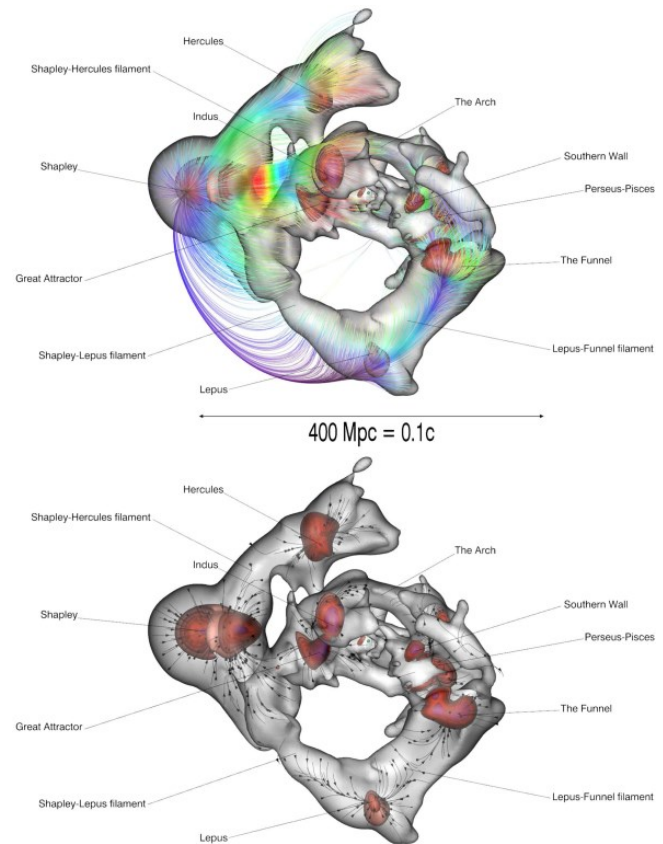 Hercules
Shapley-Hercules filament
The Arch
Indus
Southern Wall
Shapley
Perseus-Pisces
The Funnel
Great Attractor
Shapley-Lepus filament
Lepus-Funnel filament
Lepus
400 Mpc = 0.1c
Hercules
Shapley-Hercules filament
The Arch
Indus
Southern Wall
Shapley
Perseus-Pisces
The Funnel
Great Attractor
Lepus-Funnel filament
Shapley-Lepus filament
Lepus